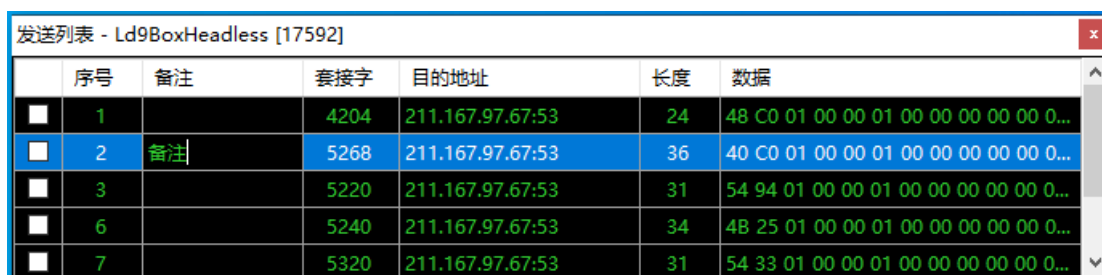 发送列表 - Ld9BoxHeadless [17592] x
序号 备注 套接字 目的地址 长度 数据
1 4204 211.167.97.67:53 24 48 C0 01 00 00 01 00 00 00 00 00 0...
2 备注 5268 211.167.97.67:53 36 40 C0 01 00 00 01 00 00 00 00 00 0...
3 5220 211.167.97.67:53 31 54 94 01 00 00 01 00 00 00 00 00 0...
6 5240 211.167.97.67:53 34 4B 25 01 00 00 01 00 00 00 00 00 0...
7 5320 211.167.97.67:53 31 54 33 01 00 00 01 00 00 00 00 00 0...